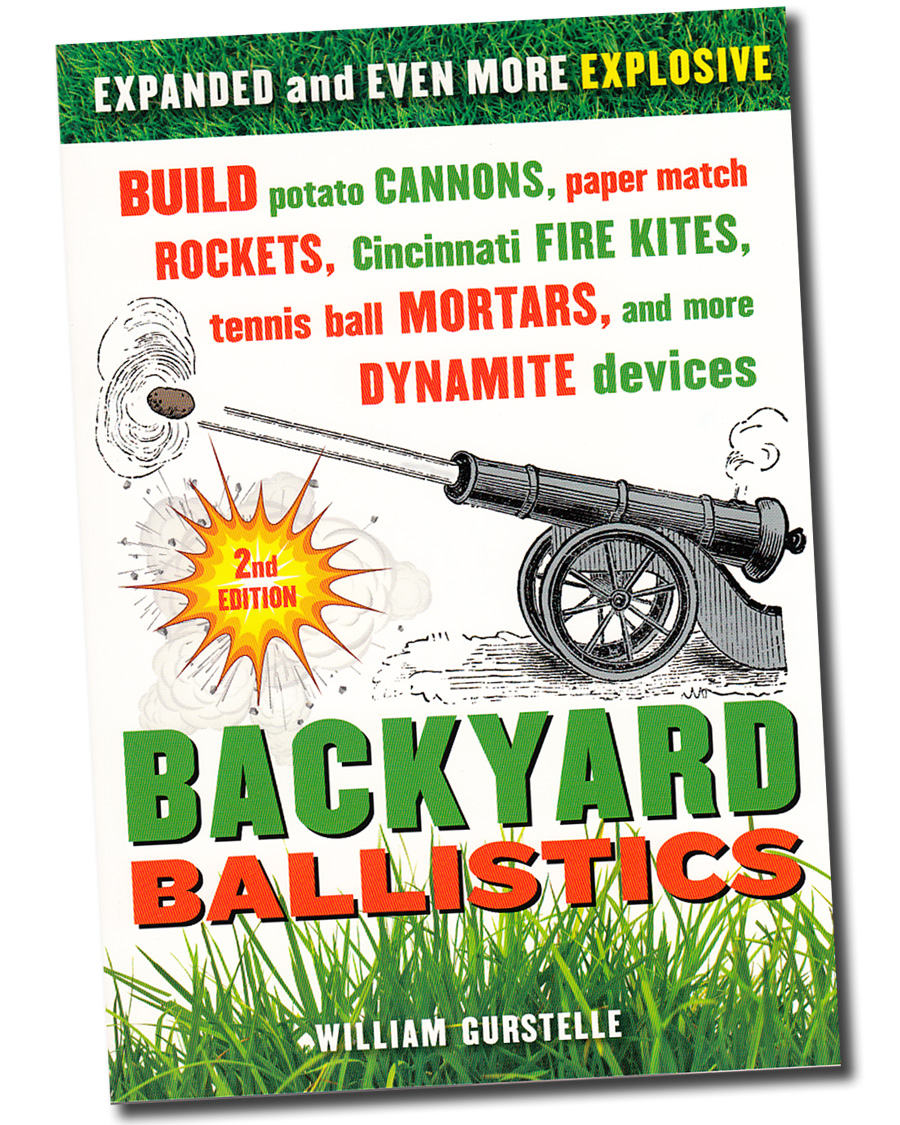 EXPANDED and EVEN MORE EXPLOSIVE
BUILD potato CANNONS, paper match
ROCKETS, Cincinnati FIRE KITES,
tennis ball MORTARS, and more
DYNAMITE devices
2nd
EDITION
BACKYARD
BALLISTICS
WILLIAM GURSTELLE